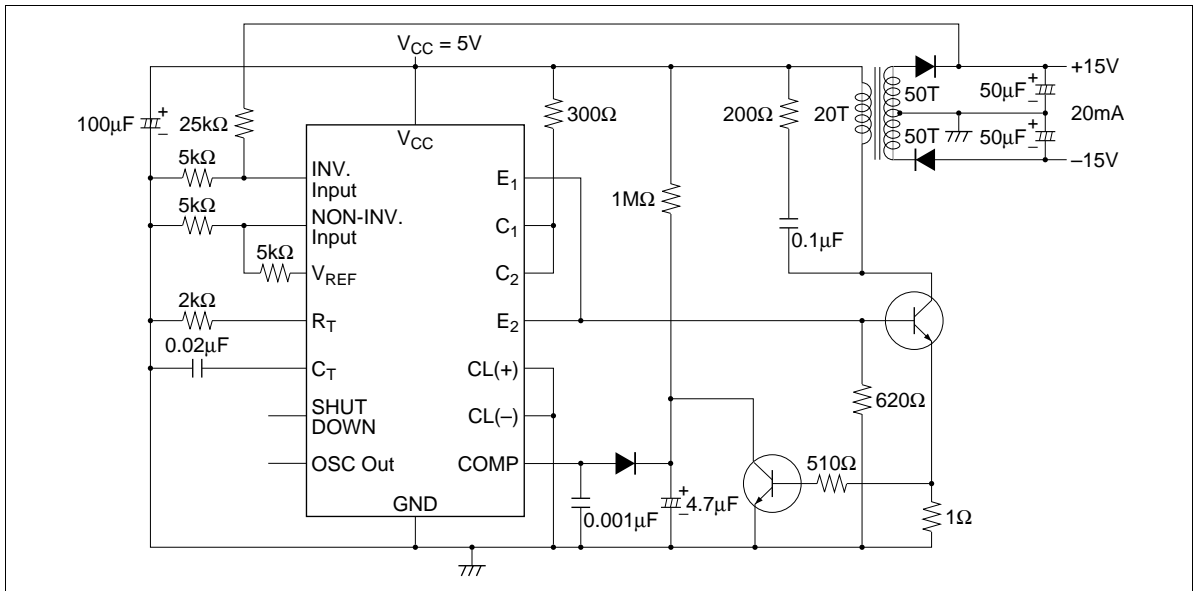 V_CC = 5V
100µF
+
–
25kΩ
5kΩ
5kΩ
5kΩ
2kΩ
0.02µF
V_CC
INV.
Input
NON-INV.
Input
V_REF
R_T
C_T
SHUT
DOWN
OSC Out
GND
E_1
C_1
C_2
E_2
CL(+)
CL(–)
COMP
300Ω
1MΩ
200Ω
0.1µF
20T
50T
50T
50µF
+
–
50µF
+
–
+15V
20mA
–15V
620Ω
510Ω
1Ω
0.001µF
+
–
4.7µF